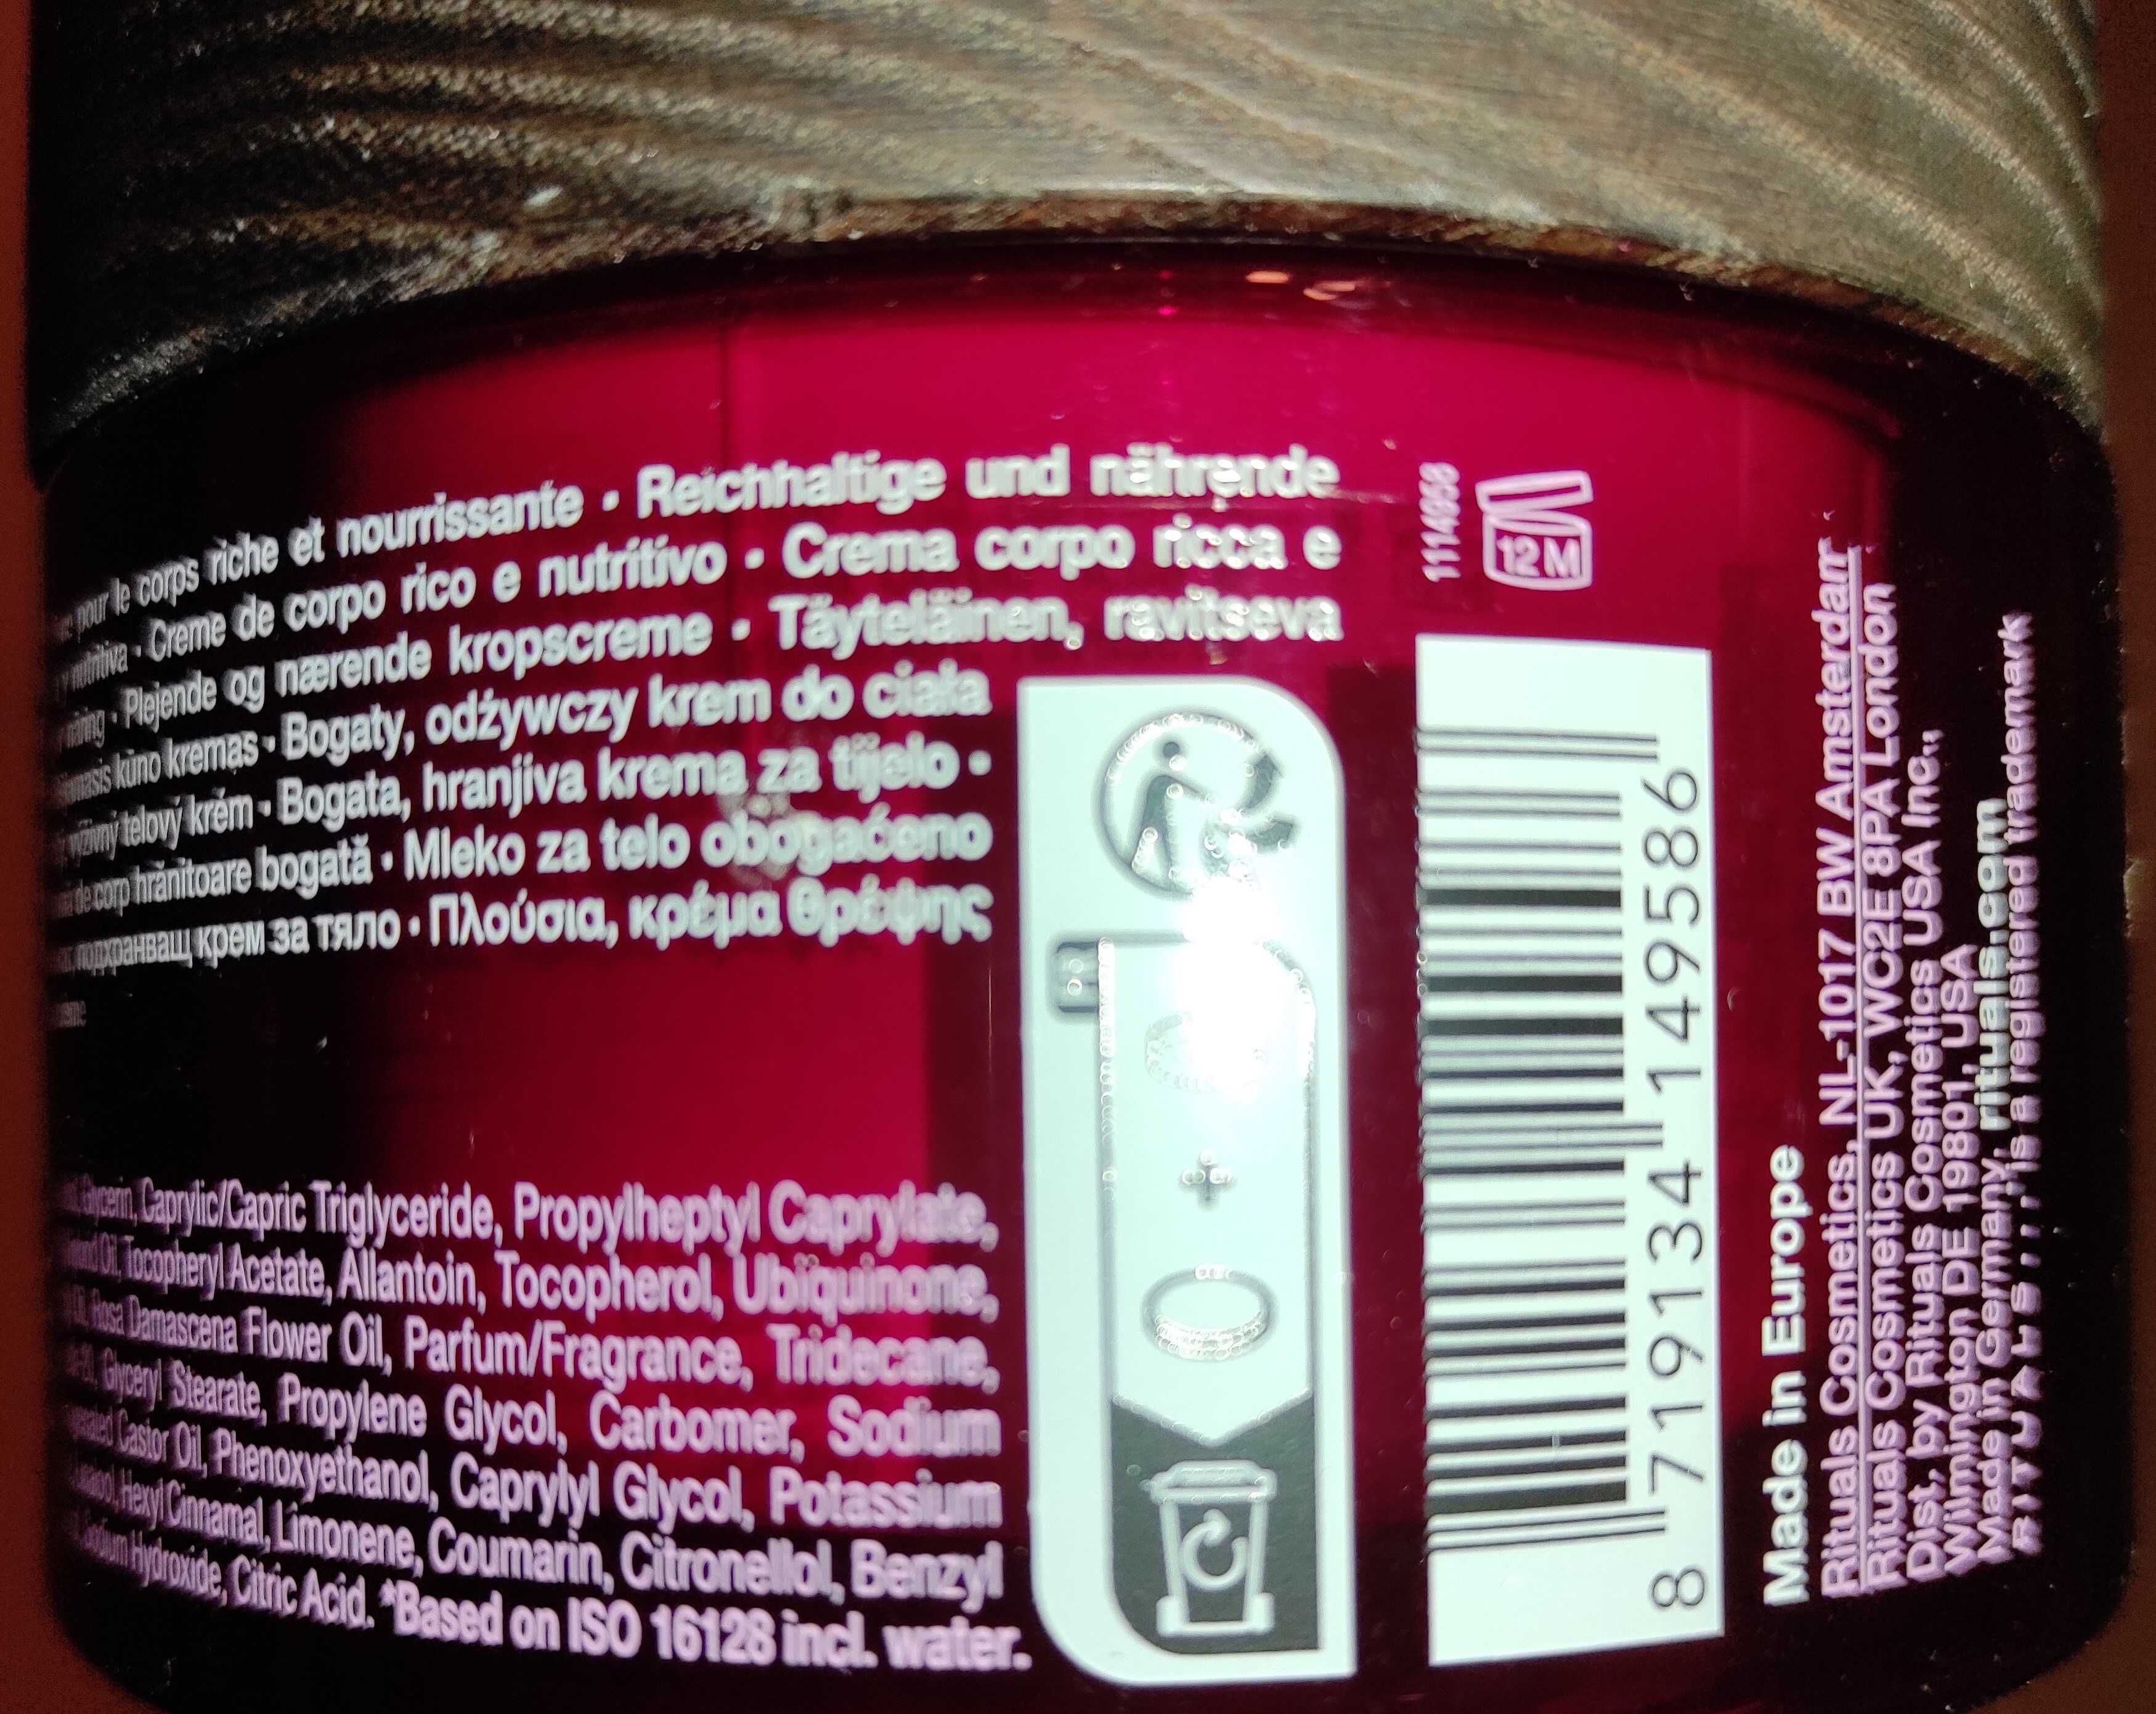 pour le corps riche et nourrissante · Reichhaltige und nährende
nutritiva · Creme de corpo rico e nutritivo · Crema corpo ricca e
næring · Plejende og nærende kropscreme · Täyteläinen, ravitseva
kūno kremas · Bogaty, odżywczy krem do ciała
výživný telový krém · Bogata, hranjiva krema za tijelo ·
de corp hrănitoare bogată · Mleko za telo obogaćeno
подхранващ крем за тяло · Πλούσια, κρέμα θρέψης
Glycerin, Caprylic/Capric Triglyceride, Propylheptyl Caprylate,
Oil, Tocopheryl Acetate, Allantoin, Tocopherol, Ubiquinone,
Rosa Damascena Flower Oil, Parfum/Fragrance, Tridecane,
Glyceryl Stearate, Propylene Glycol, Carbomer, Sodium
Castor Oil, Phenoxyethanol, Caprylyl Glycol, Potassium
Hexyl Cinnamal, Limonene, Coumarin, Citronellol, Benzyl
Hydroxide, Citric Acid. *Based on ISO 16128 incl. water.
1114958
12M
8 719134 149586
Made in Europe
Rituals Cosmetics, NL-1017 BW Amsterdam
Rituals Cosmetics UK, WC2E 8PA London
Dist. by Rituals Cosmetics USA Inc.,
Wilmington DE 19801, USA
Made in Germany, rituals.com
RITUALS... is a registered trademark